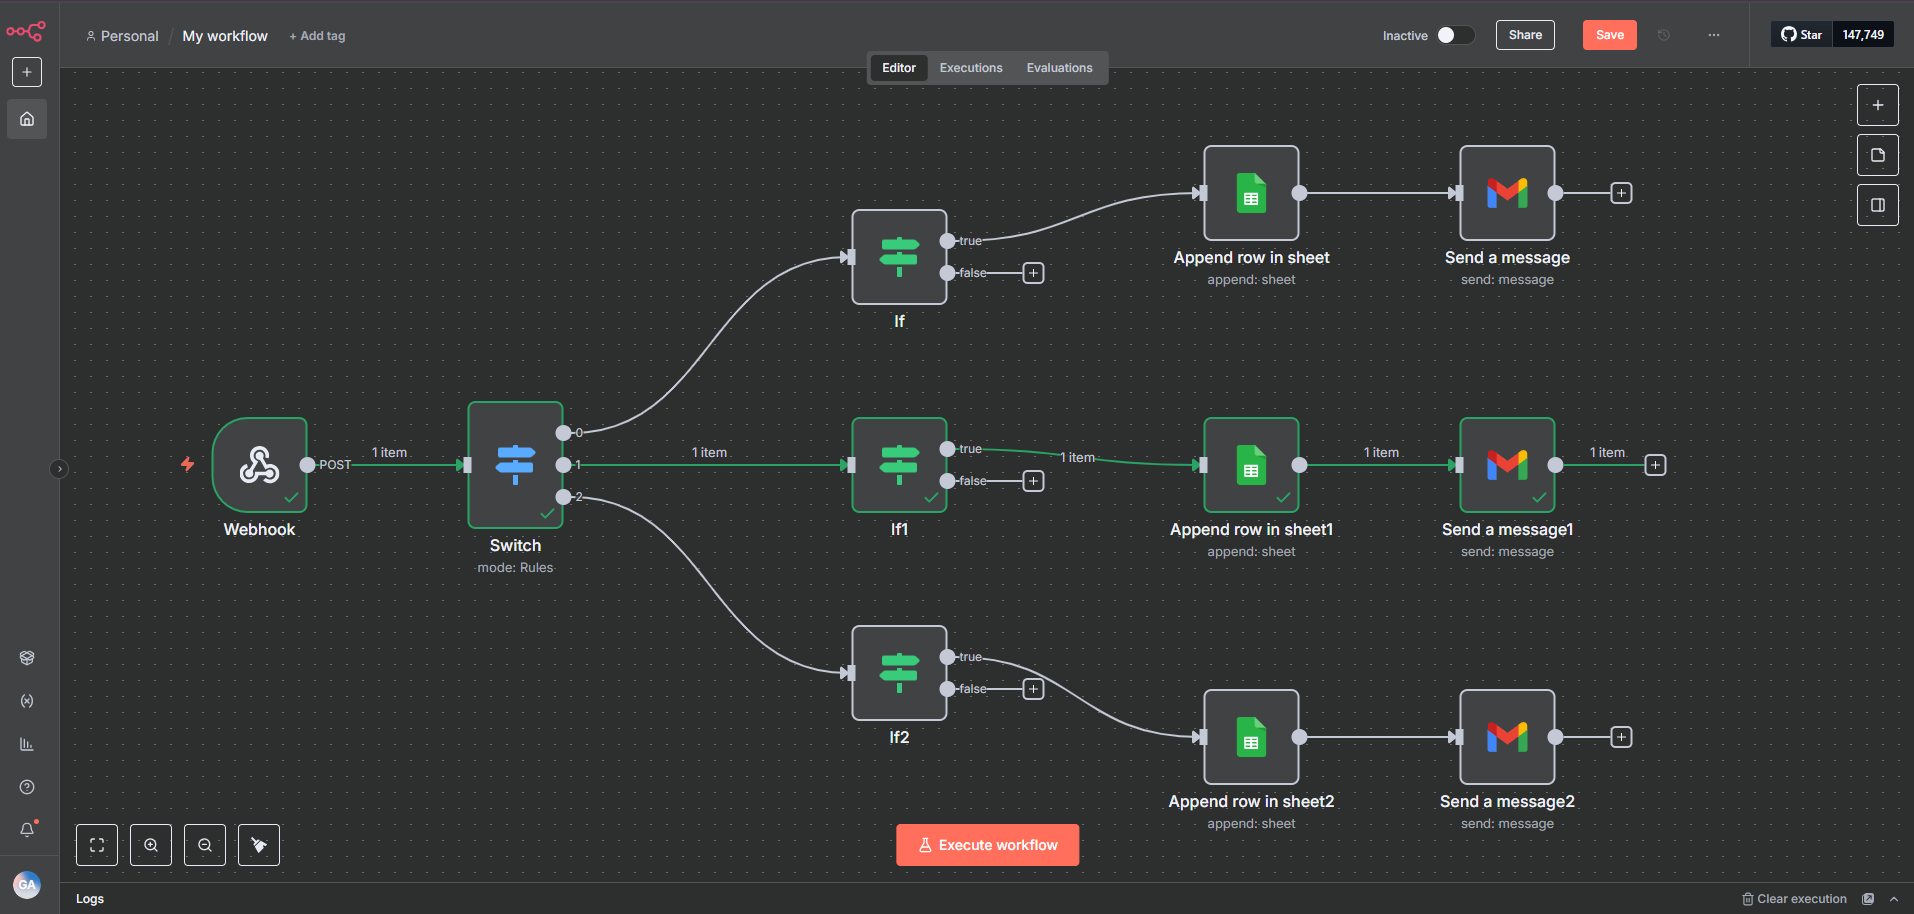 Personal / My workflow + Add tag
Inactive
Share
Save
Star 147,749
Editor Executions Evaluations
true
false
If
Append row in sheet
append: sheet
Send a message
send: message
POST
1 item
Webhook
0
1
2
Switch
mode: Rules
1 item
true
false
If1
1 item
Append row in sheet1
append: sheet
1 item
Send a message1
send: message
1 item
true
false
If2
Append row in sheet2
append: sheet
Send a message2
send: message
Execute workflow
GA
Logs
Clear execution